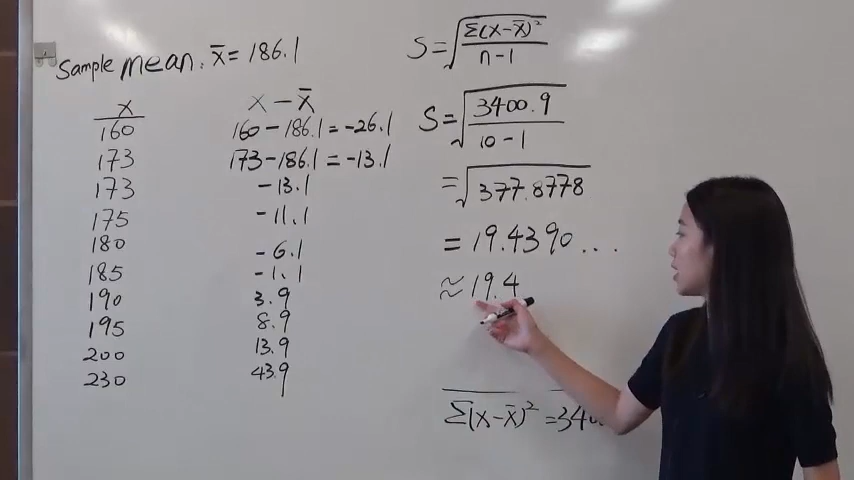 Sample mean: x̄ = 186.1
x
160
173
173
175
180
185
190
195
200
230
x - x̄
160 - 186.1 = -26.1
173 - 186.1 = -13.1
-13.1
-11.1
-6.1
-1.1
3.9
8.9
13.9
43.9
S = √(Σ(x-x̄)²/(n-1))
S = √(3400.9/(10-1))
= √377.8778
= 19.4390...
≈ 19.4
Σ(x-x̄)² = 340